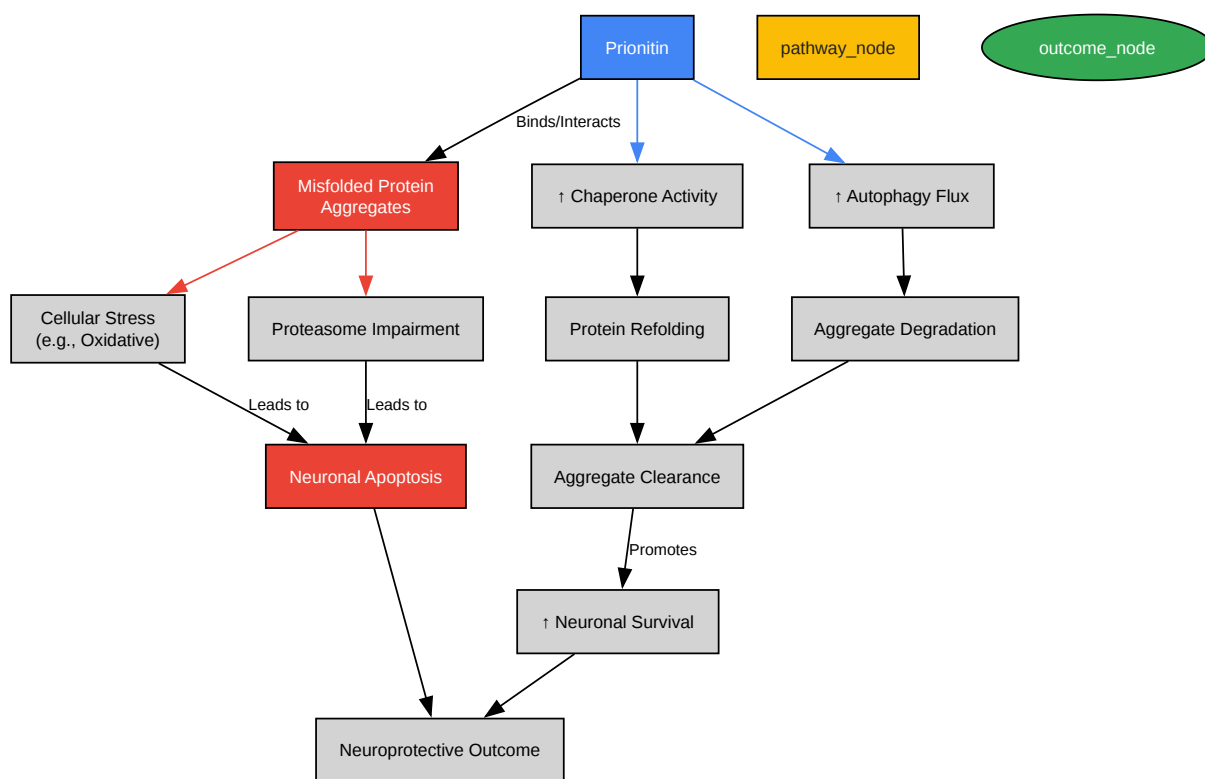 Prionitin
pathway_node
outcome_node
Binds/Interacts
Misfolded Protein
Aggregates
↑ Chaperone Activity
↑ Autophagy Flux
Cellular Stress
(e.g., Oxidative)
Proteasome Impairment
Protein Refolding
Aggregate Degradation
Leads to
Leads to
Neuronal Apoptosis
Aggregate Clearance
Promotes
↑ Neuronal Survival
Neuroprotective Outcome